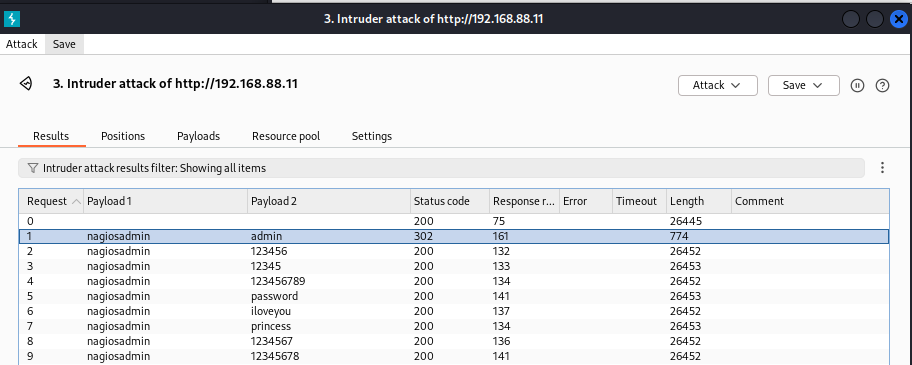 3. Intruder attack of http://192.168.88.11
Attack Save
3. Intruder attack of http://192.168.88.11 Attack Save
Results Positions Payloads Resource pool Settings
Intruder attack results filter: Showing all items
Request Payload 1 Payload 2 Status code Response r... Error Timeout Length Comment
0 200 75 26445
1 nagiosadmin admin 302 161 774
2 nagiosadmin 123456 200 132 26452
3 nagiosadmin 12345 200 133 26453
4 nagiosadmin 123456789 200 134 26452
5 nagiosadmin password 200 141 26453
6 nagiosadmin iloveyou 200 137 26452
7 nagiosadmin princess 200 134 26453
8 nagiosadmin 1234567 200 136 26452
9 nagiosadmin 12345678 200 141 26452